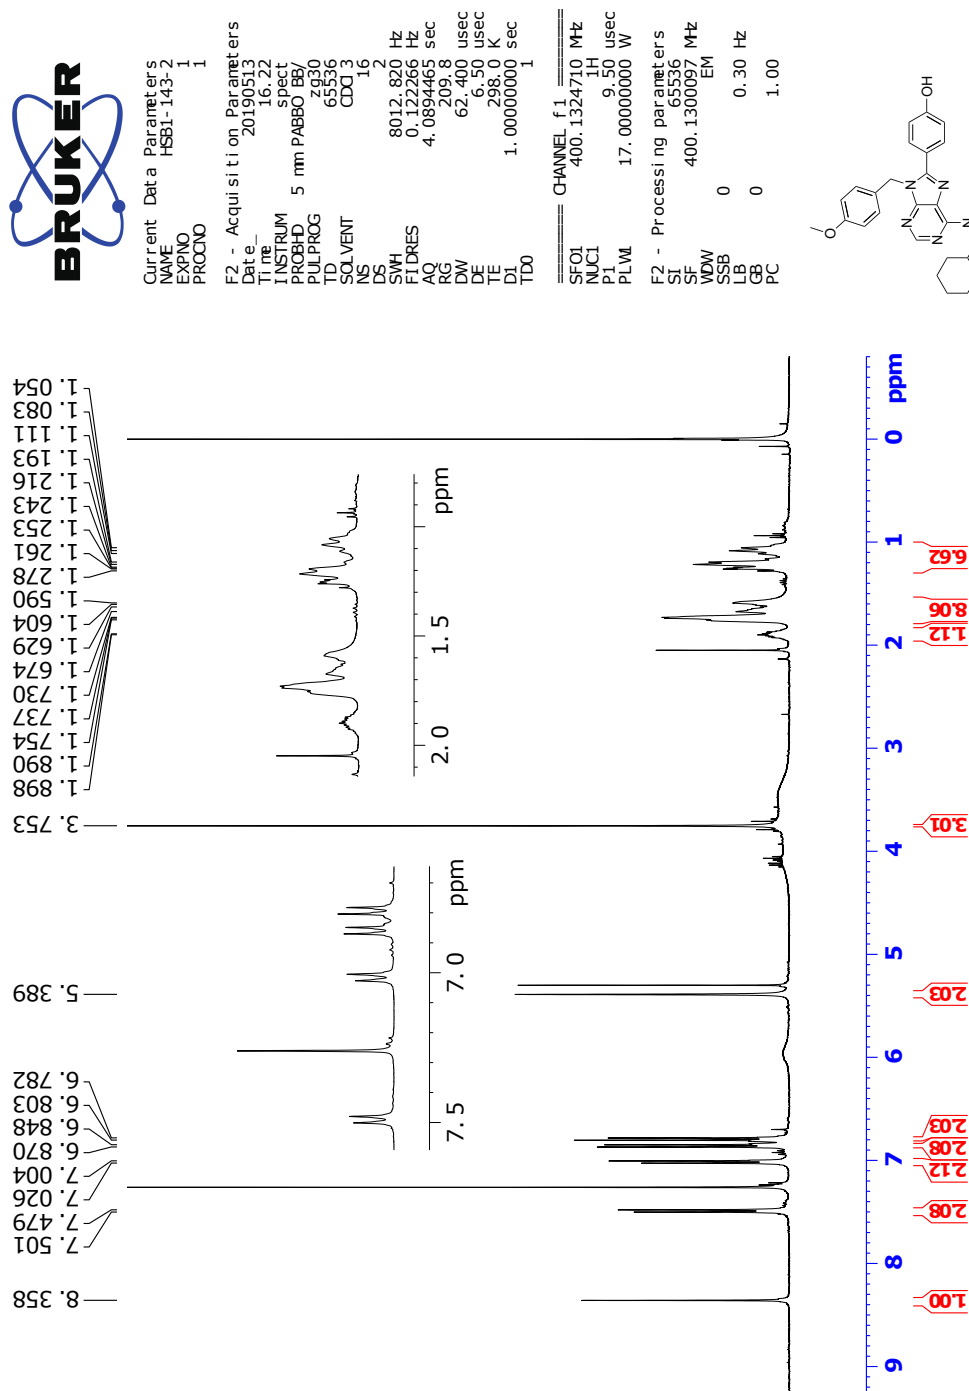 BRUKER
Current Data Parameters
NAME HSB1-143-2
EXPNO 1
PROCNO 1
F2 - Acquisition Parameters
Date_ 20190513
Time 16.22
INSTRUM spect
PROBHD 5 mm PABBO BB/
PULPROG zg30
TD 65536
SOLVENT CDCl3
NS 16
DS 2
SWH 8012.820 Hz
FIDRES 0.122266 Hz
AQ 4.0894465 sec
RG 209.8
DW 62.400 usec
DE 6.50 usec
TE 298.0 K
D1 1.00000000 sec
TD0 1
======== CHANNEL f1 ========
SFO1 400.1324710 MHz
NUC1 1H
P1 9.50 usec
PLW1 17.00000000 W
F2 - Processing parameters
SI 65536
SF 400.1300097 MHz
WDW EM
SSB 0
LB 0.30 Hz
GB 0
PC 1.00
8.358
7.501
7.479
7.026
7.004
6.870
6.848
6.803
6.782
5.389
3.753
1.898
1.890
1.754
1.737
1.730
1.674
1.629
1.604
1.590
1.278
1.261
1.253
1.243
1.216
1.193
1.111
1.083
1.054
7.5 7.0 ppm
2.0 1.5 ppm
9 8 7 6 5 4 3 2 1 0 ppm
1.00
2.08
2.12
2.08
2.03
2.03
3.01
1.12
8.06
6.62
O
N
N
N
N
N
OH